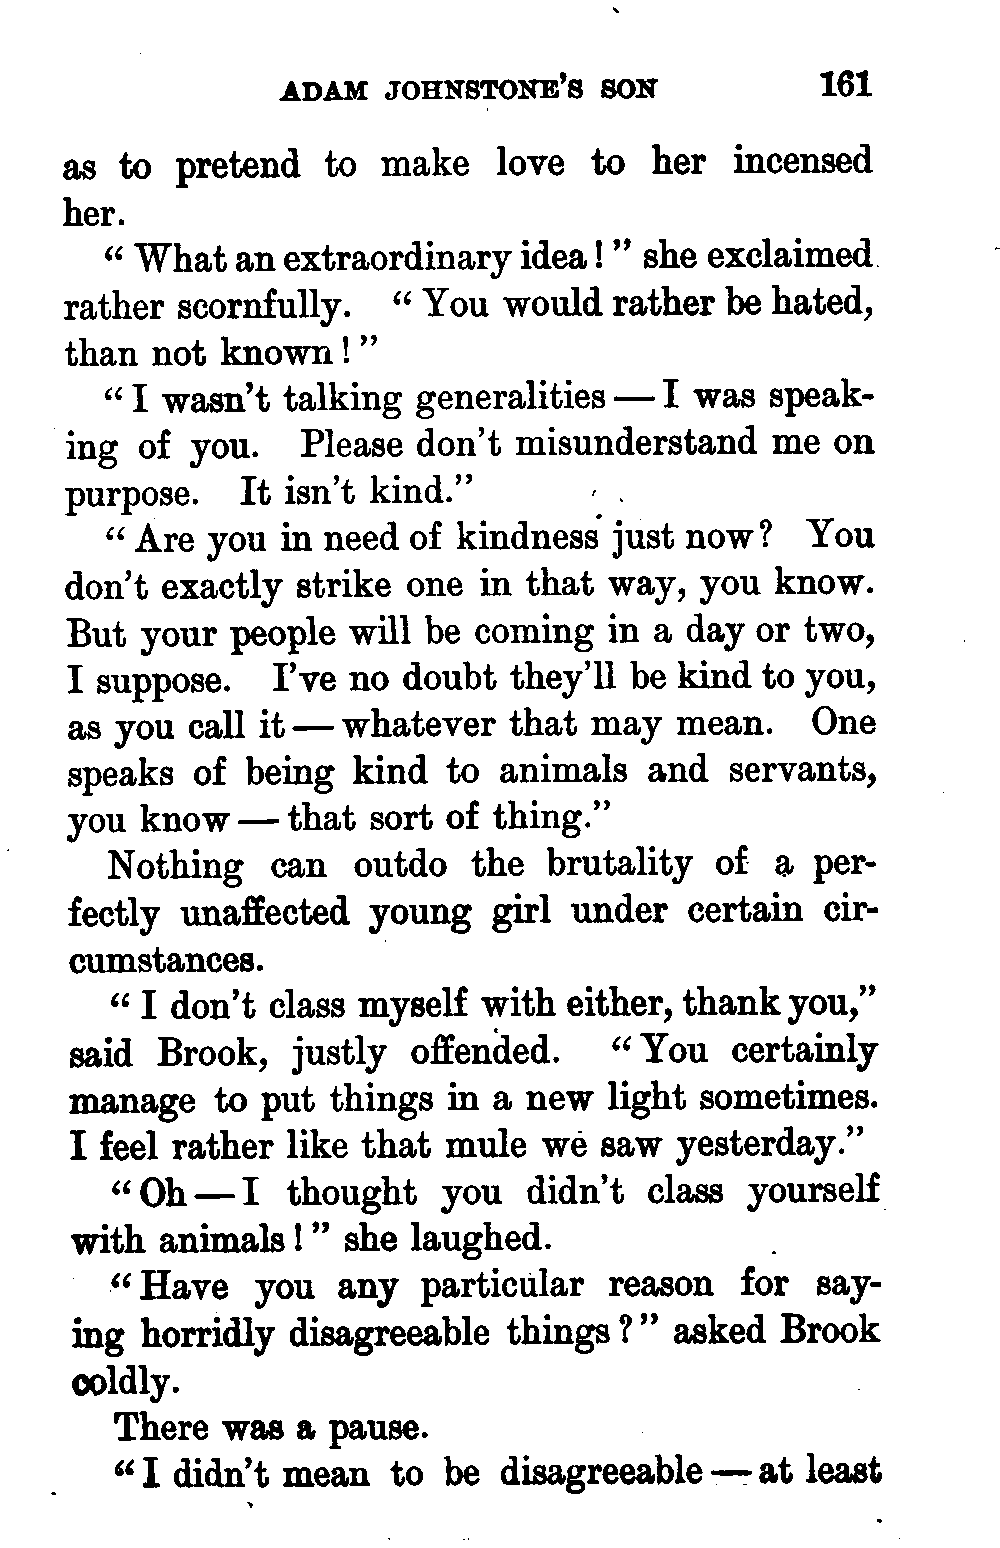 ADAM JOHNSTONE'S SON 161
as to pretend to make love to her incensed
her.
"What an extraordinary idea!" she exclaimed
rather scornfully. "You would rather be hated,
than not known!"
"I wasn't talking generalities — I was speak-
ing of you. Please don't misunderstand me on
purpose. It isn't kind."
"Are you in need of kindness just now? You
don't exactly strike one in that way, you know.
But your people will be coming in a day or two,
I suppose. I've no doubt they'll be kind to you,
as you call it — whatever that may mean. One
speaks of being kind to animals and servants,
you know — that sort of thing."
Nothing can outdo the brutality of a per-
fectly unaffected young girl under certain cir-
cumstances.
"I don't class myself with either, thank you,"
said Brook, justly offended. "You certainly
manage to put things in a new light sometimes.
I feel rather like that mule we saw yesterday."
"Oh — I thought you didn't class yourself
with animals!" she laughed.
"Have you any particular reason for say-
ing horridly disagreeable things?" asked Brook
coldly.
There was a pause.
"I didn't mean to be disagreeable — at least